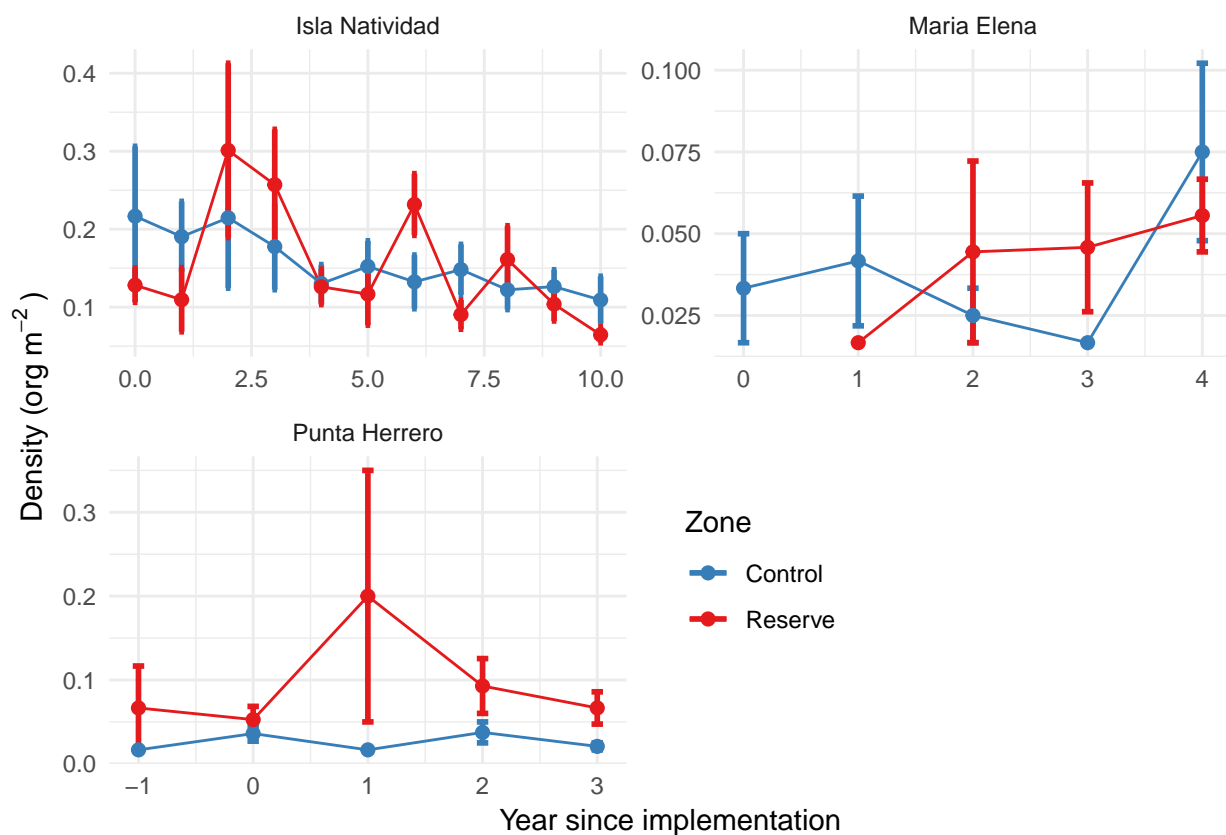 Isla Natividad
Maria Elena
0.4
0.3
0.2
0.1
0.0 2.5 5.0 7.5 10.0
0.100
0.075
0.050
0.025
0 1 2 3 4
Density (org m⁻²)
Punta Herrero
0.3
0.2
0.1
0.0
−1 0 1 2 3
Zone
Control
Reserve
Year since implementation